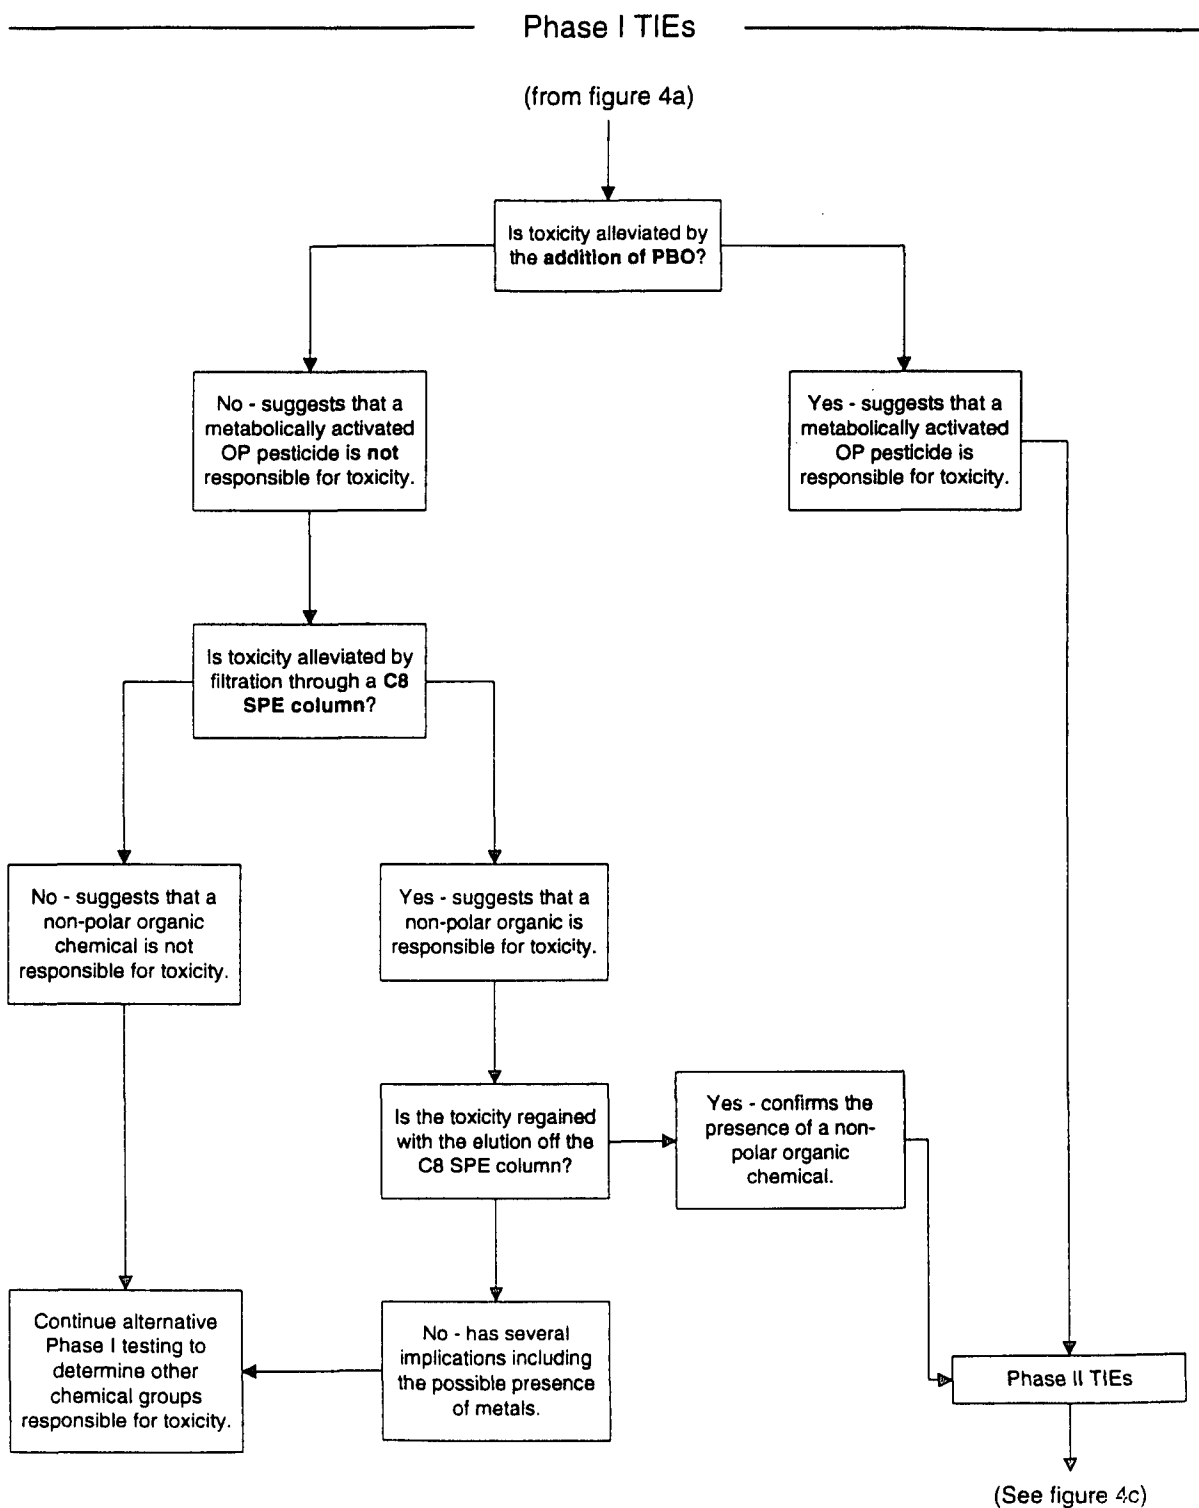 Phase I TIEs
(from figure 4a)
Is toxicity alleviated by
the addition of PBO?
No - suggests that a
metabolically activated
OP pesticide is not
responsible for toxicity.
Yes - suggests that a
metabolically activated
OP pesticide is
responsible for toxicity.
Is toxicity alleviated by
filtration through a C8
SPE column?
No - suggests that a
non-polar organic
chemical is not
responsible for toxicity.
Yes - suggests that a
non-polar organic is
responsible for toxicity.
Is the toxicity regained
with the elution off the
C8 SPE column?
Yes - confirms the
presence of a non-
polar organic
chemical.
Continue alternative
Phase I testing to
determine other
chemical groups
responsible for toxicity.
No - has several
implications including
the possible presence
of metals.
Phase II TIEs
(See figure 4c)